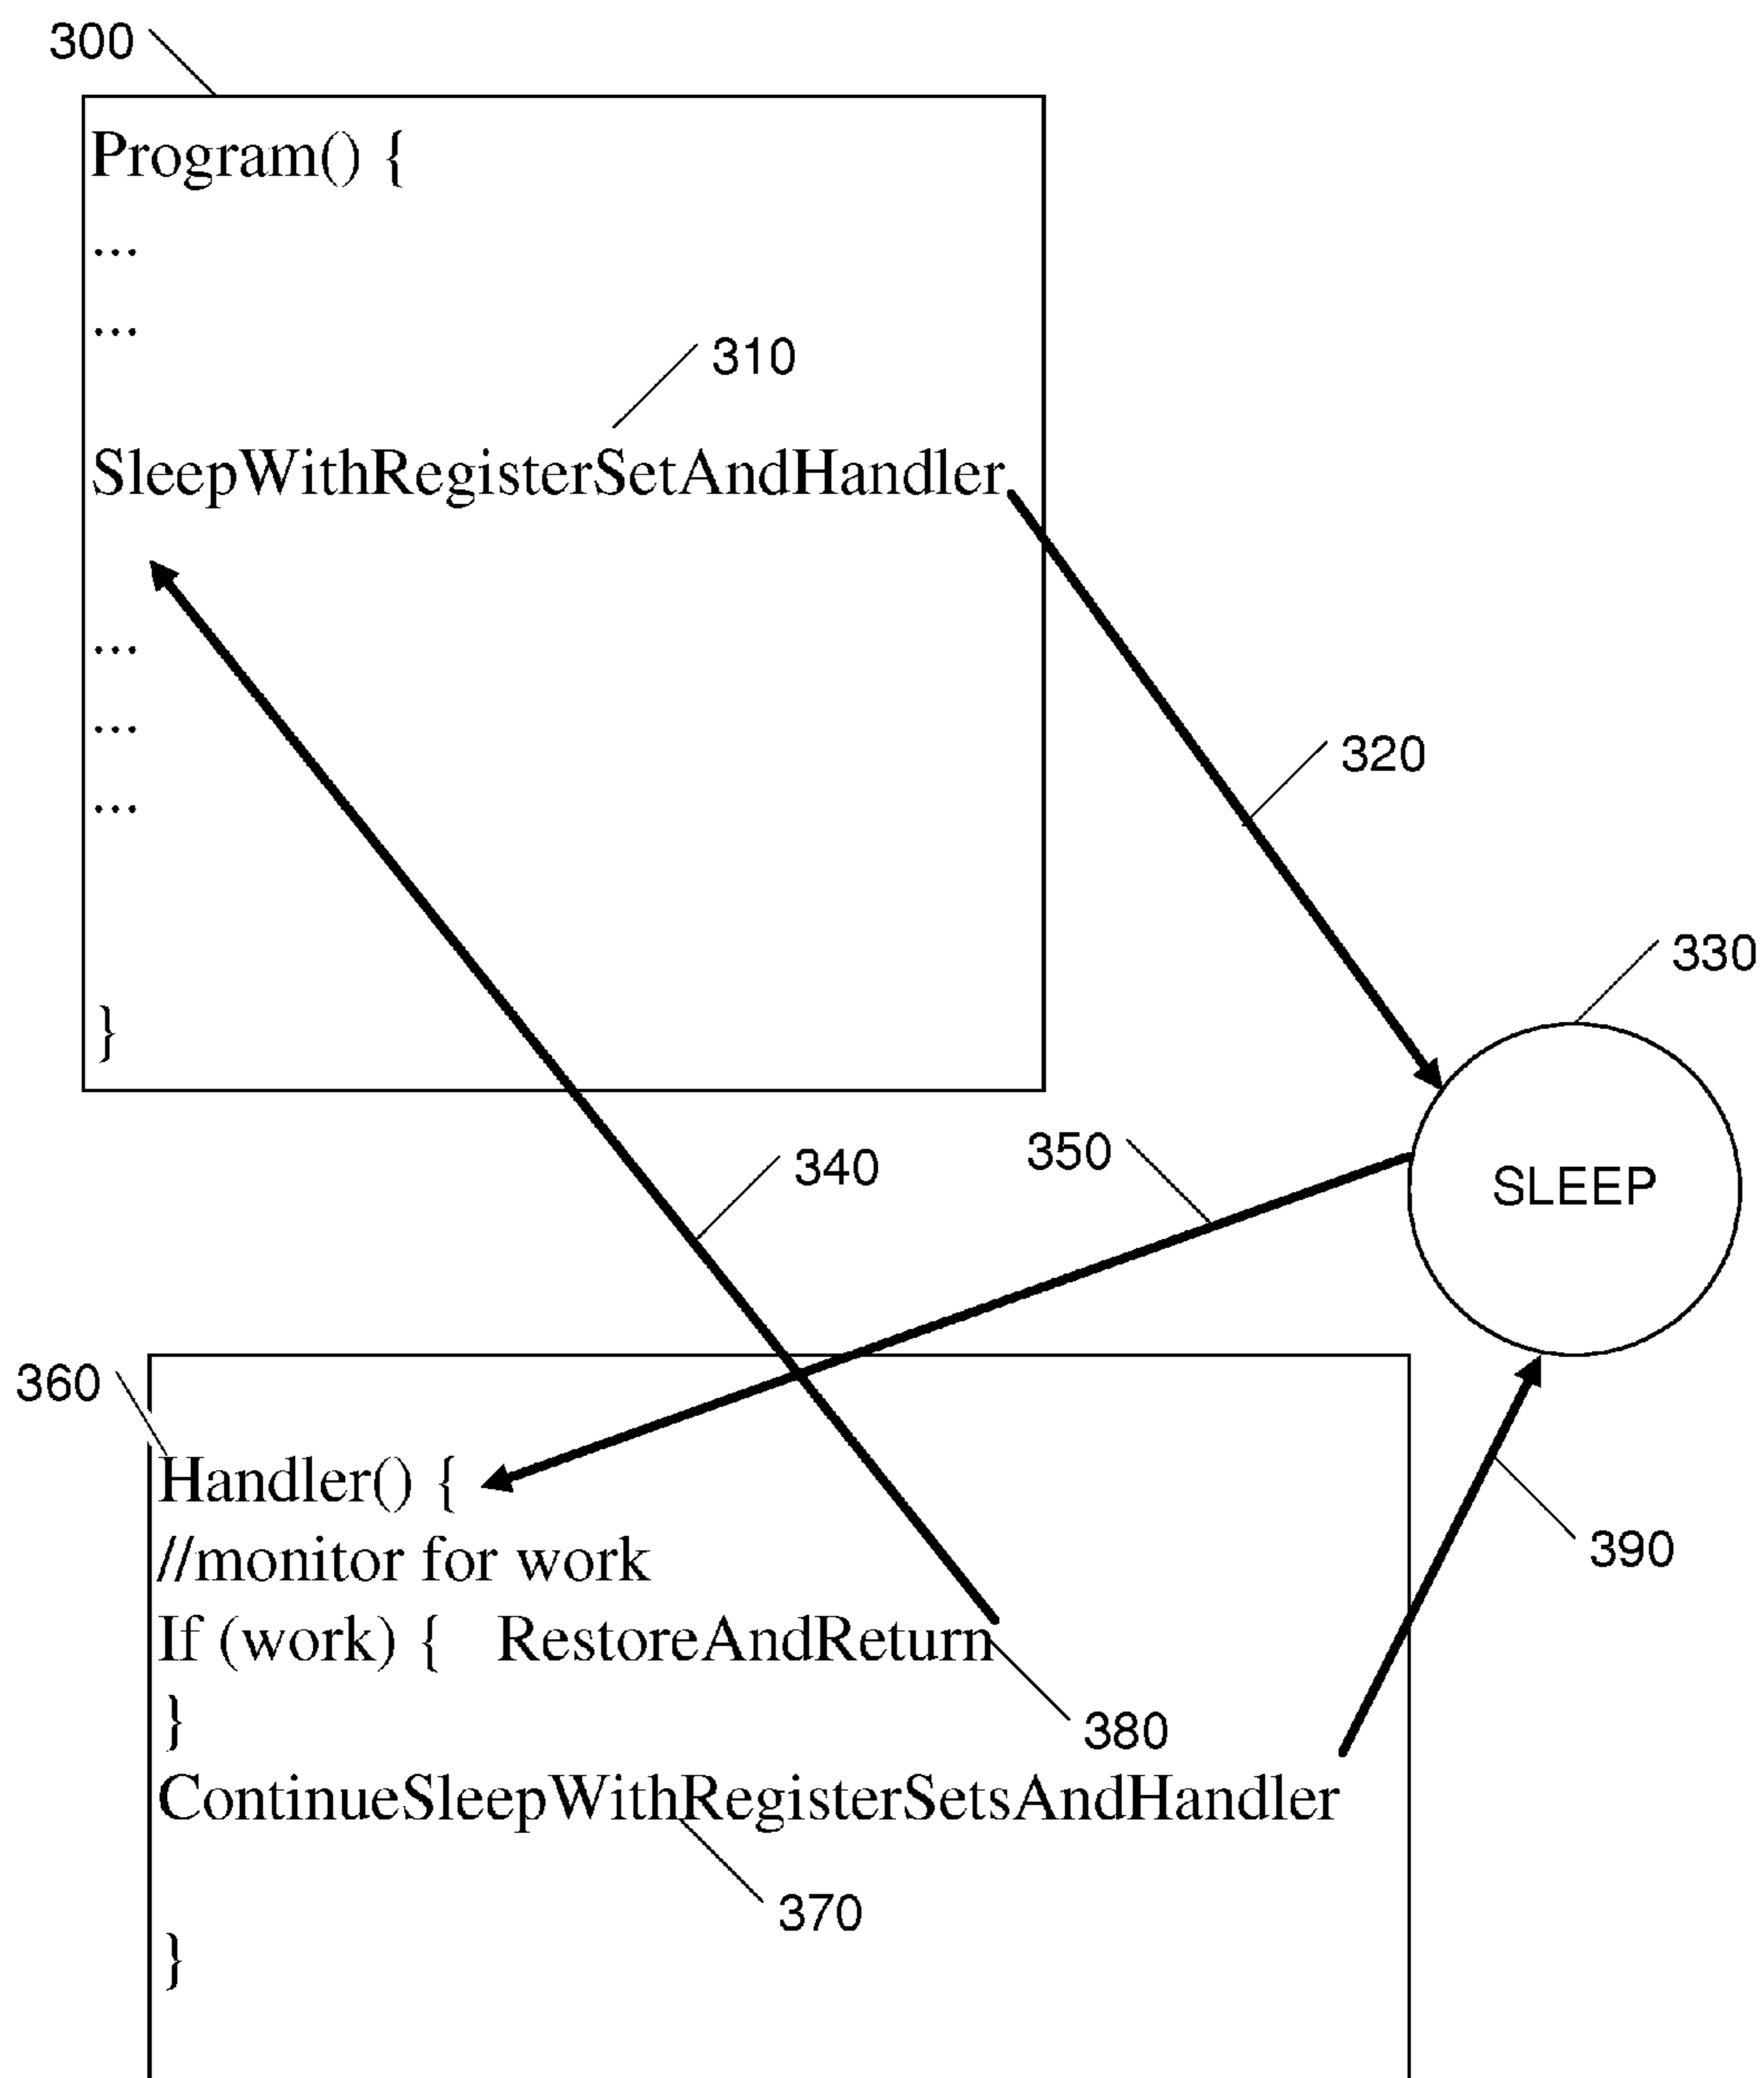 300
Program() {
...
...
310
SleepWithRegisterSetAndHandler
...
...
...
320
330
}
340
350
SLEEP
360
Handler() {
//monitor for work
390
If (work) { RestoreAndReturn
}
380
ContinueSleepWithRegisterSetsAndHandler
370
}